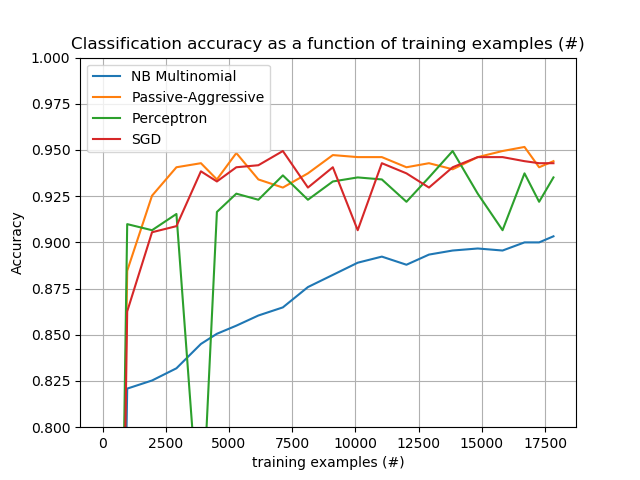 Classification accuracy as a function of training examples (#)
1.000
0.975
0.950
0.925
0.900
0.875
0.850
0.825
0.800
Accuracy
NB Multinomial
Passive-Aggressive
Perceptron
SGD
0
2500
5000
7500
10000
12500
15000
17500
training examples (#)